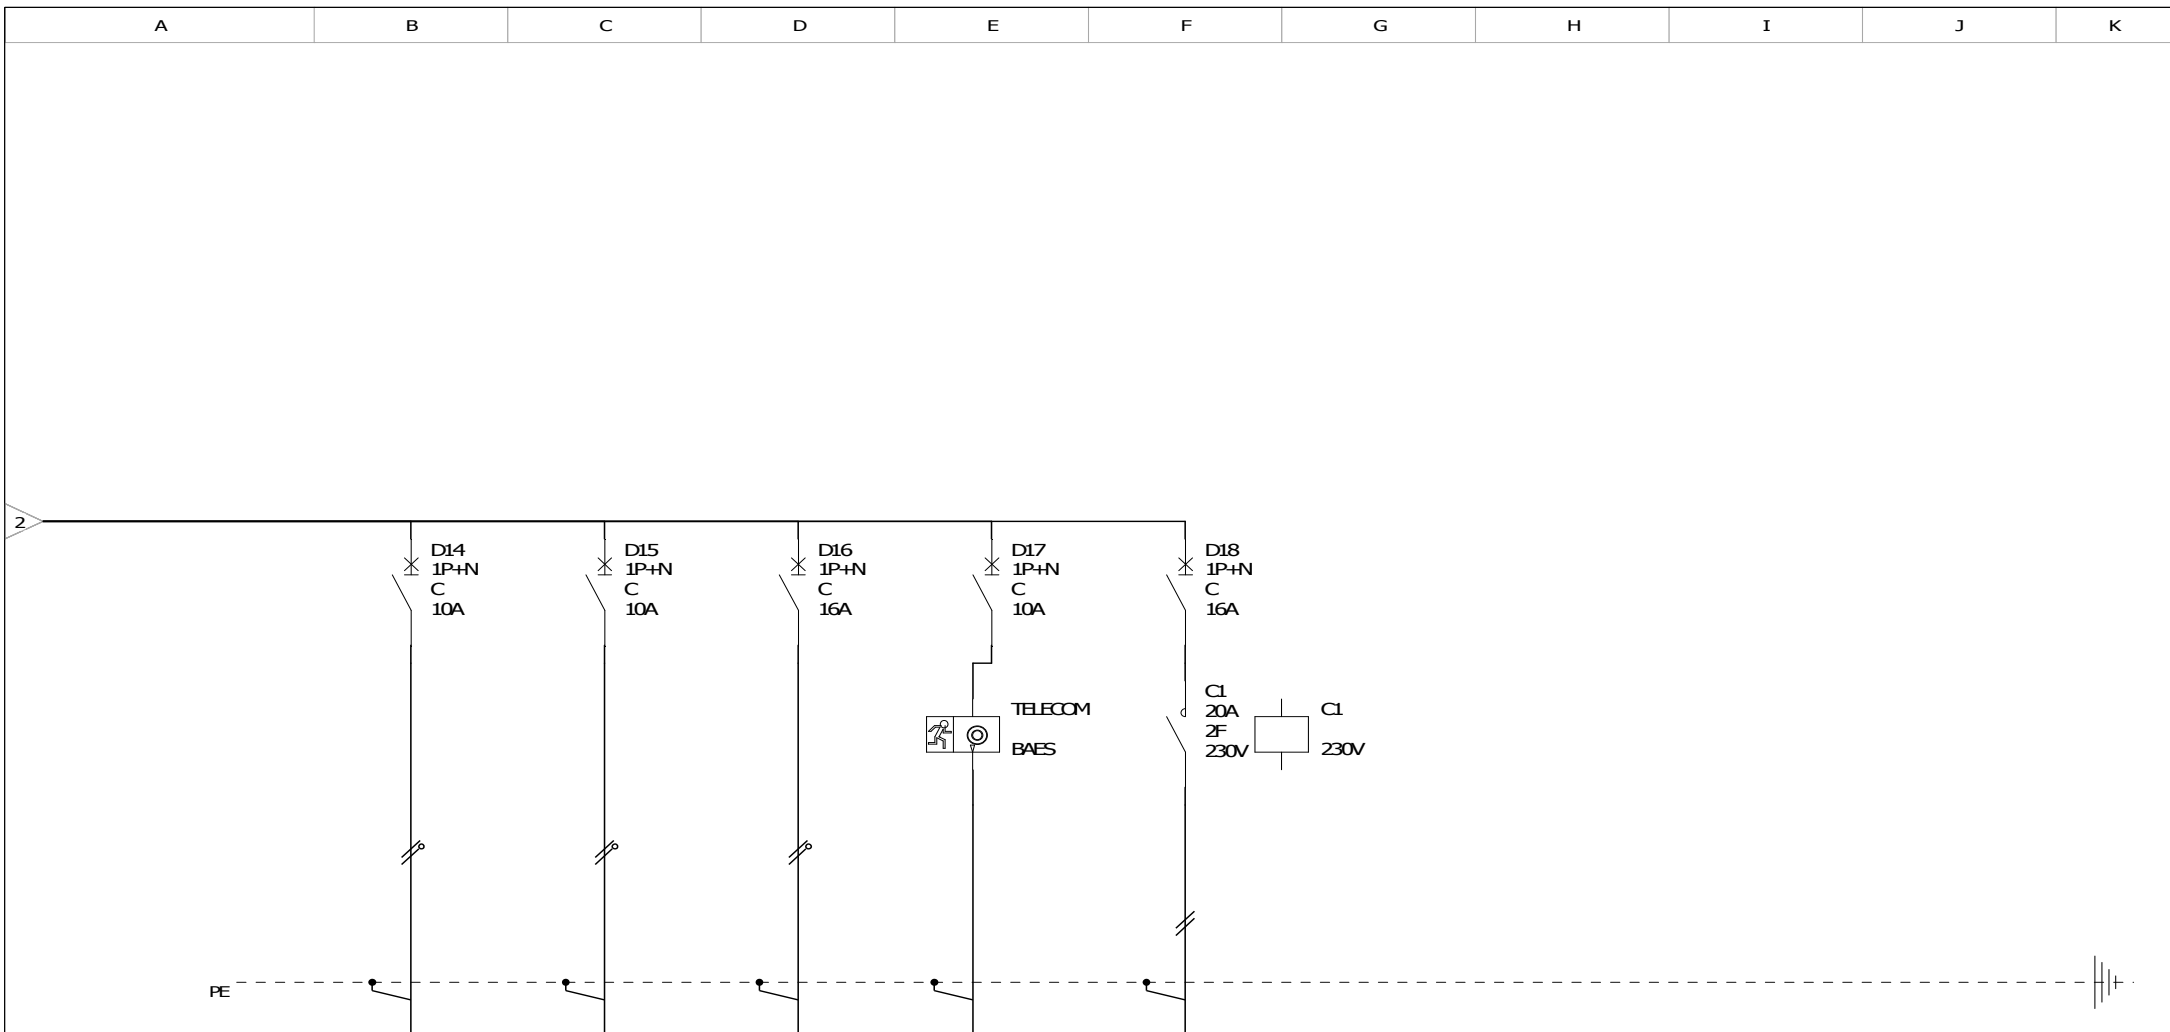 A B C D E F G H I J K
2
D14
1P+N
C
10A
D15
1P+N
C
10A
D16
1P+N
C
16A
D17
1P+N
C
10A
D18
1P+N
C
16A
TELECOM
BAES
C1
20A
2F
230V
C1
230V
PE